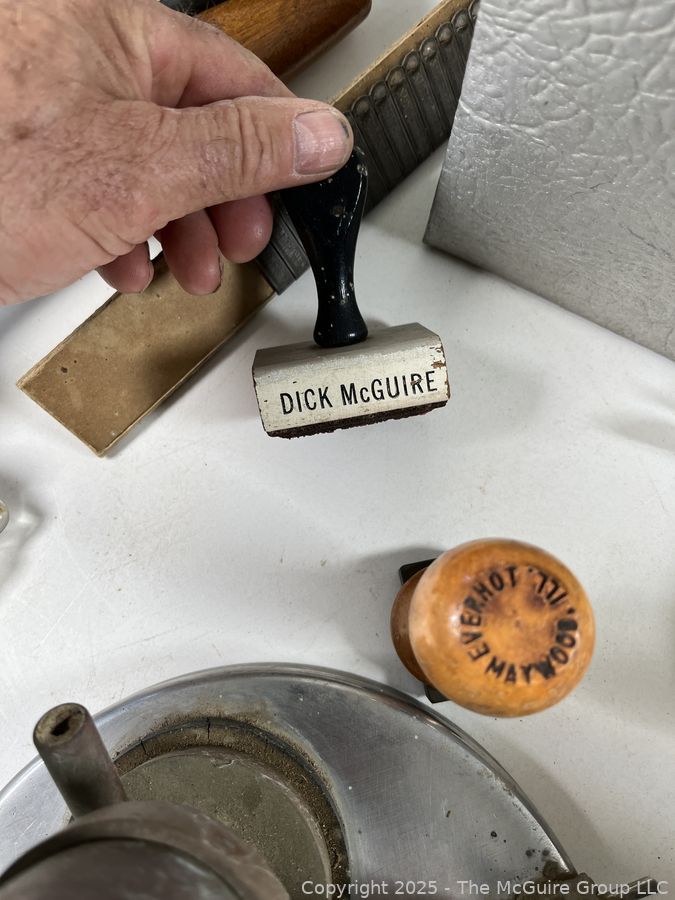 DICK McGUIRE
EVERHOT
MAYWOOD, ILL.
Copyright 2025 - The McGuire Group LLC